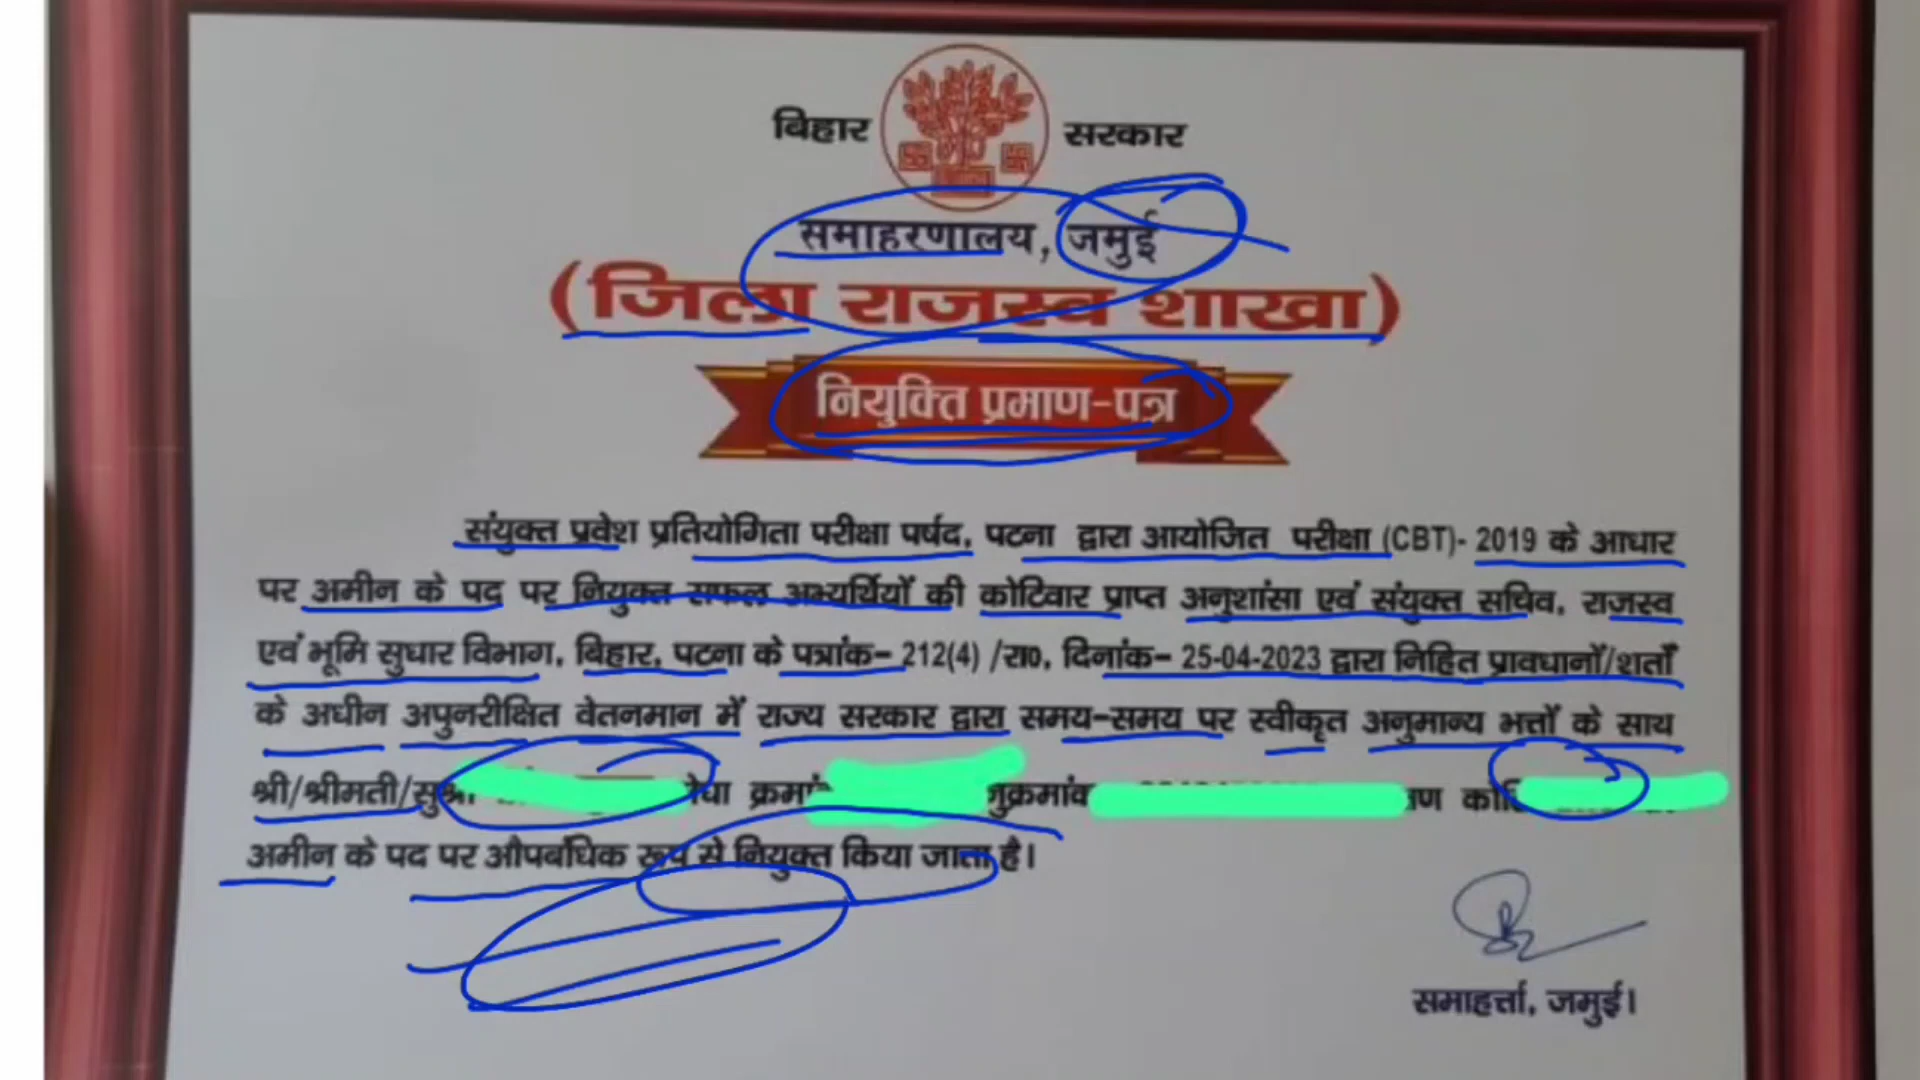 बिहार सरकार
समाहरणालय, जमुई
(जिला राजस्व शाखा)
नियुक्ति प्रमाण-पत्र
संयुक्त प्रवेश प्रतियोगिता परीक्षा पर्षद, पटना द्वारा आयोजित परीक्षा (CBT)- 2019 के आधार
पर अमीन के पद पर नियुक्त सफल अभ्यर्थियों की कोटिवार प्राप्त अनुशंसा एवं संयुक्त सचिव, राजस्व
एवं भूमि सुधार विभाग, बिहार, पटना के पत्रांक- 212(4) /रा0, दिनांक- 25-04-2023 द्वारा निहित प्रावधानों/शर्तों
के अधीन अपुनरीक्षित वेतनमान में राज्य सरकार द्वारा समय-समय पर स्वीकृत अनुमान्य भत्तों के साथ
श्री/श्रीमती/सुश्री
अमीन के पद पर औपबंधिक रूप से नियुक्त किया जाता है।
समाहर्त्ता, जमुई।